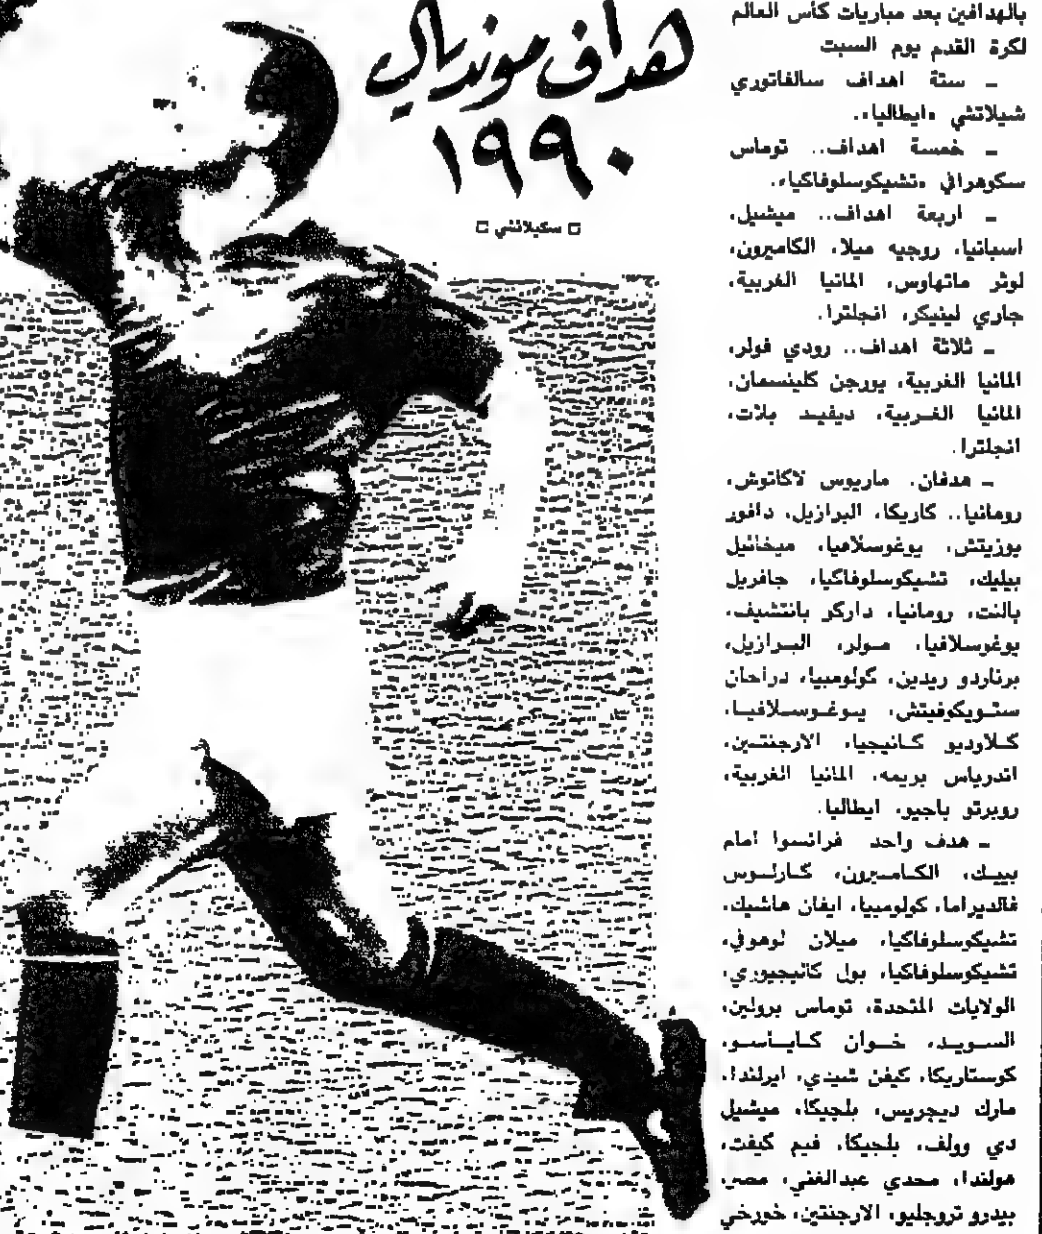 هداف مونديالي
١٩٩٠
□ سكيلاتشي □
بالهدافين بعد مباريات كأس العالم
لكرة القدم يوم السبت
ـ ستة اهداف سالفاتوري
شيلاتشي «ايطاليا».
ـ خمسة اهداف.. توماس
سكوهرافي «تشيكوسلوفاكيا».
ـ اربعة اهداف.. ميشيل،
اسبانيا، روجيه ميلا، الكاميرون،
لوثر ماتهاوس، المانيا الغربية،
جاري لينيكر، انجلترا.
ـ ثلاثة اهداف.. رودي فولر،
المانيا الغربية، يورجن كلينسمان،
المانيا الغربية، ديفيد بلات،
انجلترا.
ـ هدفان. ماريوس لاكاتوش،
رومانيا.. كاريكا، البرازيل، دافور
يوزيتش، يوغوسلافيا، ميخائيل
بيليك، تشيكوسلوفاكيا، جافريل
بالنت، رومانيا، داركو بانتشيف،
يوغوسلافيا، مولر، البرازيل،
برناردو ريدين، كولومبيا، دراجان
ستويكوفيتش، يوغوسلافيا،
كلاوديو كانيجيا، الارجنتين،
اندرياس بريمه، المانيا الغربية،
روبرتو باجيو، ايطاليا.
ـ هدف واحد فرانسوا امام
بييك، الكاميرون، كارلوس
فالديراما، كولومبيا، ايفان هاشيك،
تشيكوسلوفاكيا، ميلان لوهوفي،
تشيكوسلوفاكيا، بول كاليجيوري،
الولايات المتحدة، توماس برولين،
السويد، خوان كاياسو،
كوستاريكا، كيفن شيدي، ايرلندا،
مارك ديجريس، بلجيكا، ميشيل
دي وولف، بلجيكا، فيم كيفت،
هولندا، مجدي عبدالغني، مصر،
بيدرو تروجليو، الارجنتين، خورخي